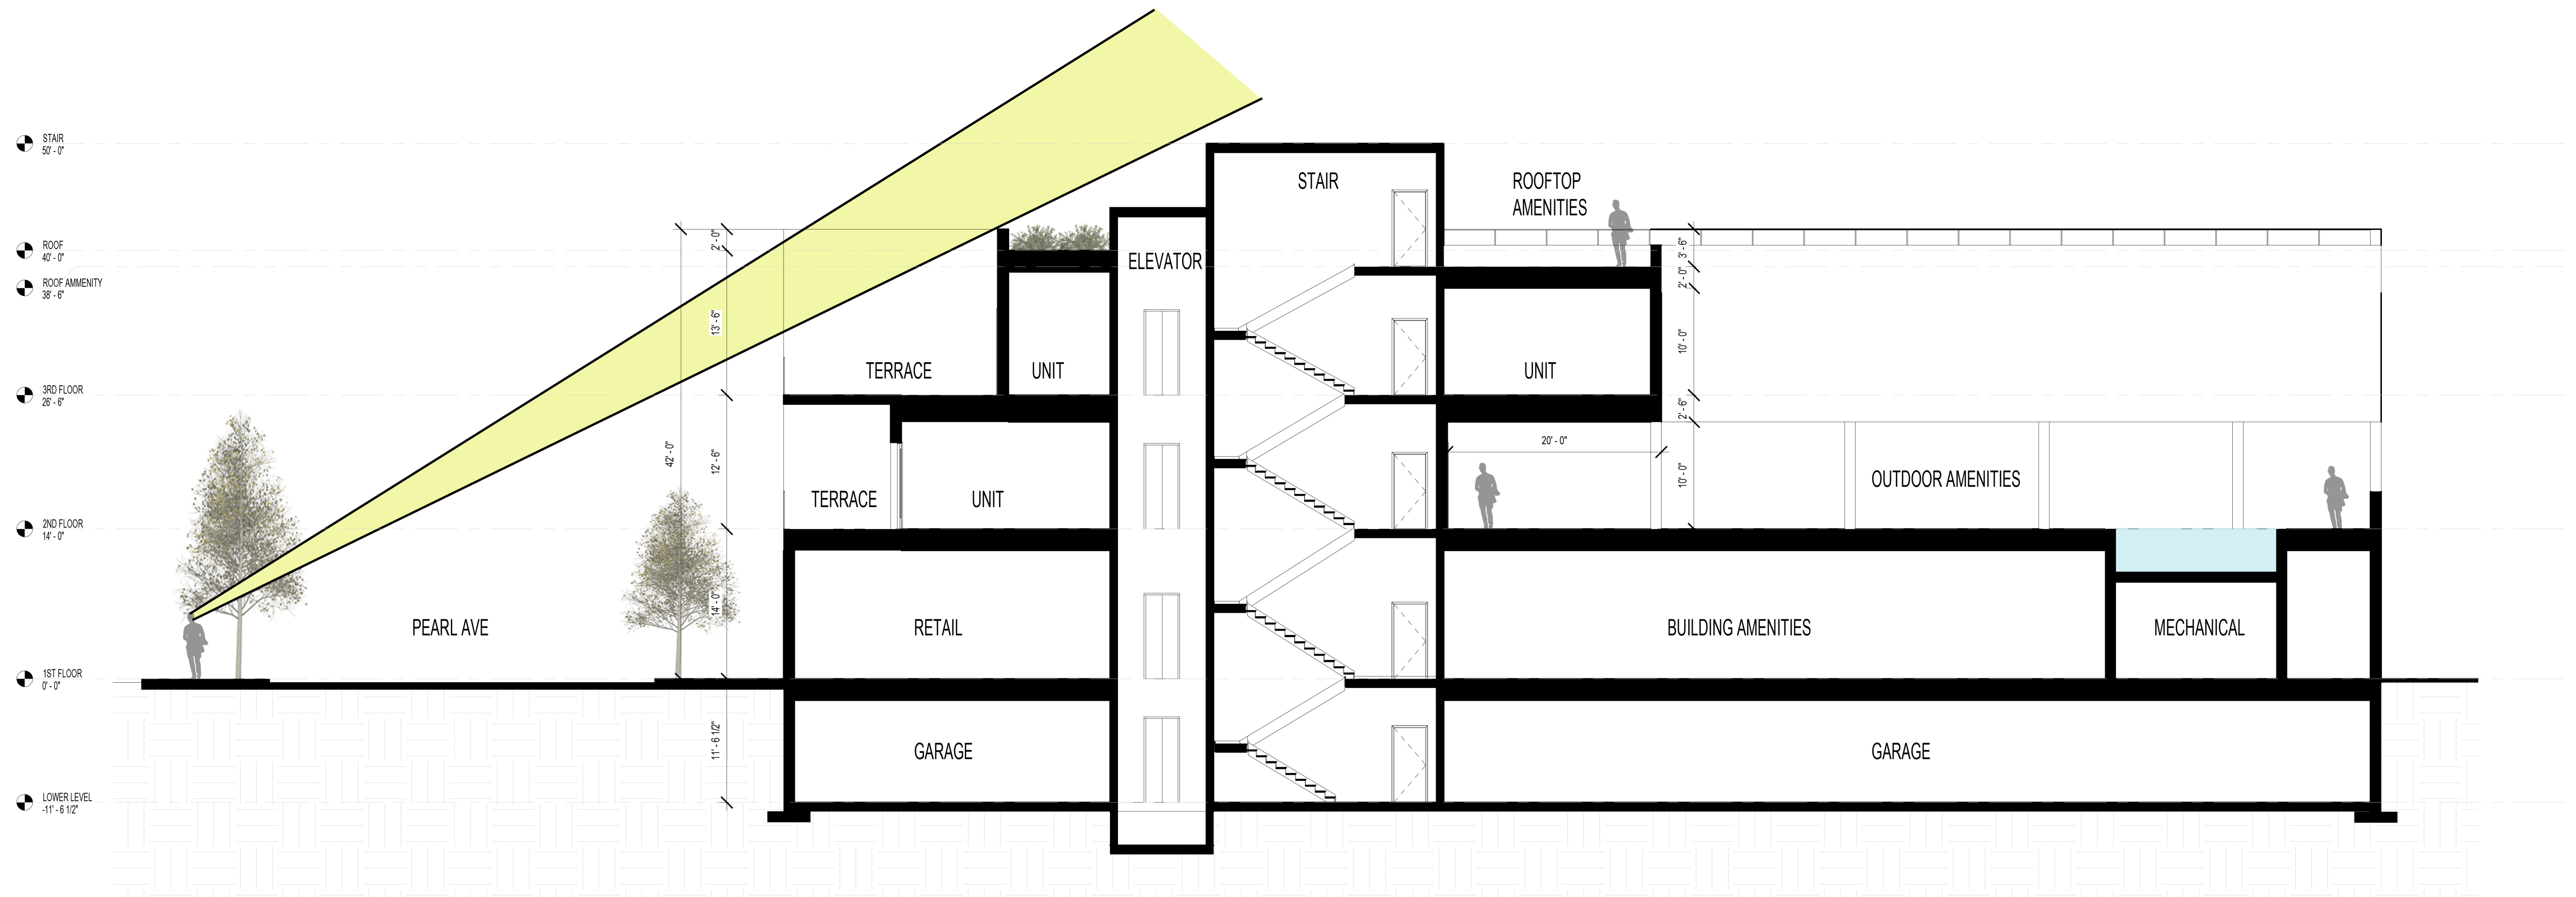 STAIR
50' - 0"
ROOF
40' - 0"
ROOF AMMENITY
38' - 6"
3RD FLOOR
26' - 6"
2ND FLOOR
14' - 0"
1ST FLOOR
0' - 0"
LOWER LEVEL
-11' - 6 1/2"
PEARL AVE
42' - 0"
2' - 0"
13' - 6"
12' - 6"
14' - 0"
11' - 6 1/2"
TERRACE
UNIT
TERRACE
UNIT
RETAIL
GARAGE
ELEVATOR
STAIR
ROOFTOP
AMENITIES
UNIT
20' - 0"
3' - 6"
2' - 0"
10' - 0"
2' - 6"
10' - 0"
OUTDOOR AMENITIES
BUILDING AMENITIES
MECHANICAL
GARAGE